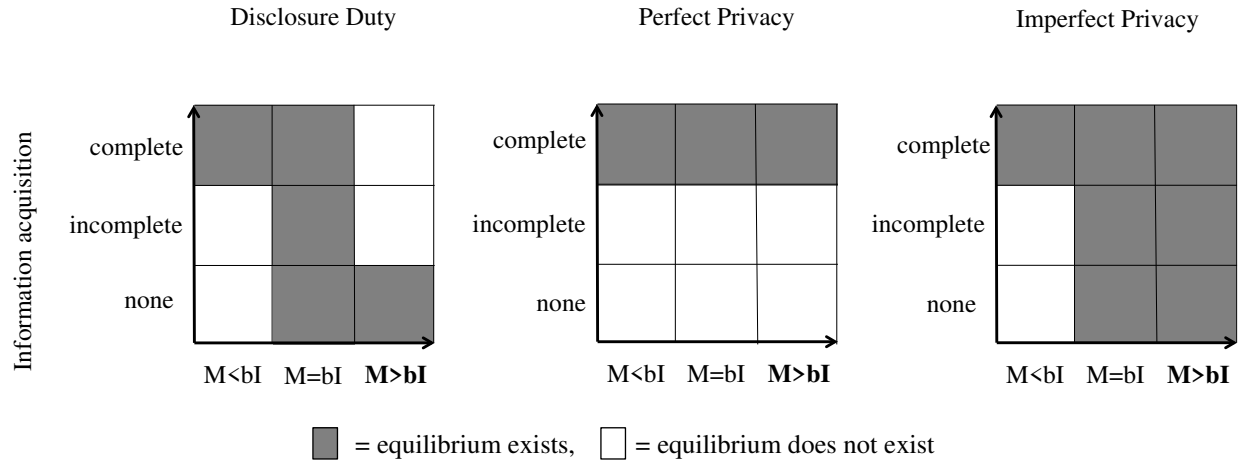 Disclosure Duty
Perfect Privacy
Imperfect Privacy
Information acquisition
complete
incomplete
none
M<bI M=bI M>bI
complete
incomplete
none
M<bI M=bI M>bI
complete
incomplete
none
M<bI M=bI M>bI
= equilibrium exists, = equilibrium does not exist